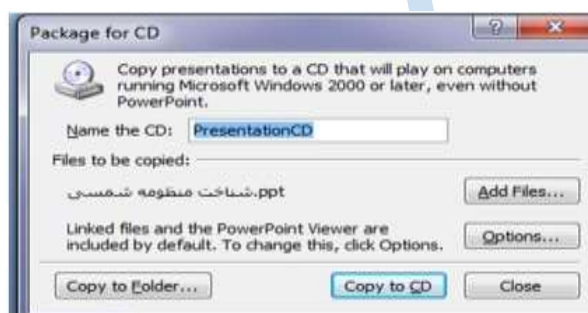 Package for CD
Copy presentations to a CD that will play on computers
running Microsoft Windows 2000 or later, even without
PowerPoint.
Name the CD: PresentationCD
Files to be copied:
شناخت منظومه شمسی.ppt
Add Files...
Linked files and the PowerPoint Viewer are
included by default. To change this, click Options.
Options...
Copy to Folder... Copy to CD Close